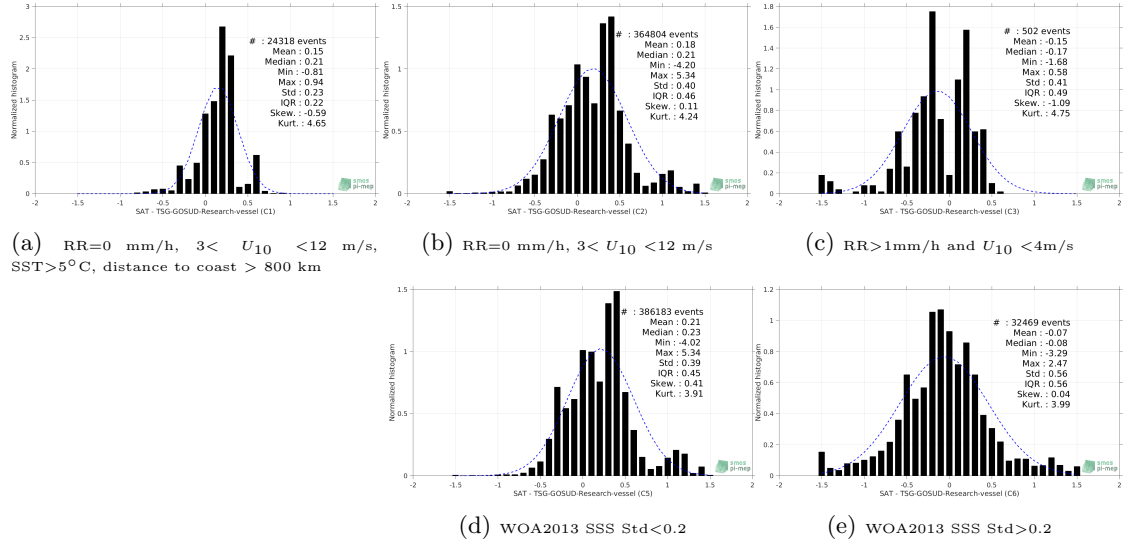 3
2.5
2
1.5
1
0.5
0
-2
-1.5
-1
-0.5
0
0.5
1
1.5
2
Normalized histogram
SAT - TSG-GOSUD-Research-vessel (C1)
# : 24318 events
Mean : 0.15
Median : 0.21
Min : -0.81
Max : 0.94
Std : 0.23
IQR : 0.22
Skew. : -0.59
Kurt. : 4.65
smos
pi-mep
(a) RR=0 mm/h, 3< U10 <12 m/s,
SST>5°C, distance to coast > 800 km
1.5
1
0.5
0
-2
-1.5
-1
-0.5
0
0.5
1
1.5
2
Normalized histogram
SAT - TSG-GOSUD-Research-vessel (C2)
# : 364804 events
Mean : 0.18
Median : 0.21
Min : -4.20
Max : 5.34
Std : 0.40
IQR : 0.46
Skew. : 0.11
Kurt. : 4.24
smos
pi-mep
(b) RR=0 mm/h, 3< U10 <12 m/s
1.8
1.6
1.4
1.2
1
0.8
0.6
0.4
0.2
0
-2
-1.5
-1
-0.5
0
0.5
1
1.5
2
Normalized histogram
SAT - TSG-GOSUD-Research-vessel (C3)
# : 502 events
Mean : -0.15
Median : -0.17
Min : -1.68
Max : 0.58
Std : 0.41
IQR : 0.49
Skew. : -1.09
Kurt. : 4.75
smos
pi-mep
(c) RR>1mm/h and U10 <4m/s
1.5
1
0.5
0
-2
-1.5
-1
-0.5
0
0.5
1
1.5
2
Normalized histogram
SAT - TSG-GOSUD-Research-vessel (C5)
# : 386183 events
Mean : 0.21
Median : 0.23
Min : -4.02
Max : 5.34
Std : 0.39
IQR : 0.45
Skew. : 0.41
Kurt. : 3.91
smos
pi-mep
(d) WOA2013 SSS Std<0.2
1.2
1
0.8
0.6
0.4
0.2
0
-2
-1.5
-1
-0.5
0
0.5
1
1.5
2
Normalized histogram
SAT - TSG-GOSUD-Research-vessel (C6)
# : 32469 events
Mean : -0.07
Median : -0.08
Min : -3.29
Max : 2.47
Std : 0.56
IQR : 0.56
Skew. : 0.04
Kurt. : 3.99
smos
pi-mep
(e) WOA2013 SSS Std>0.2